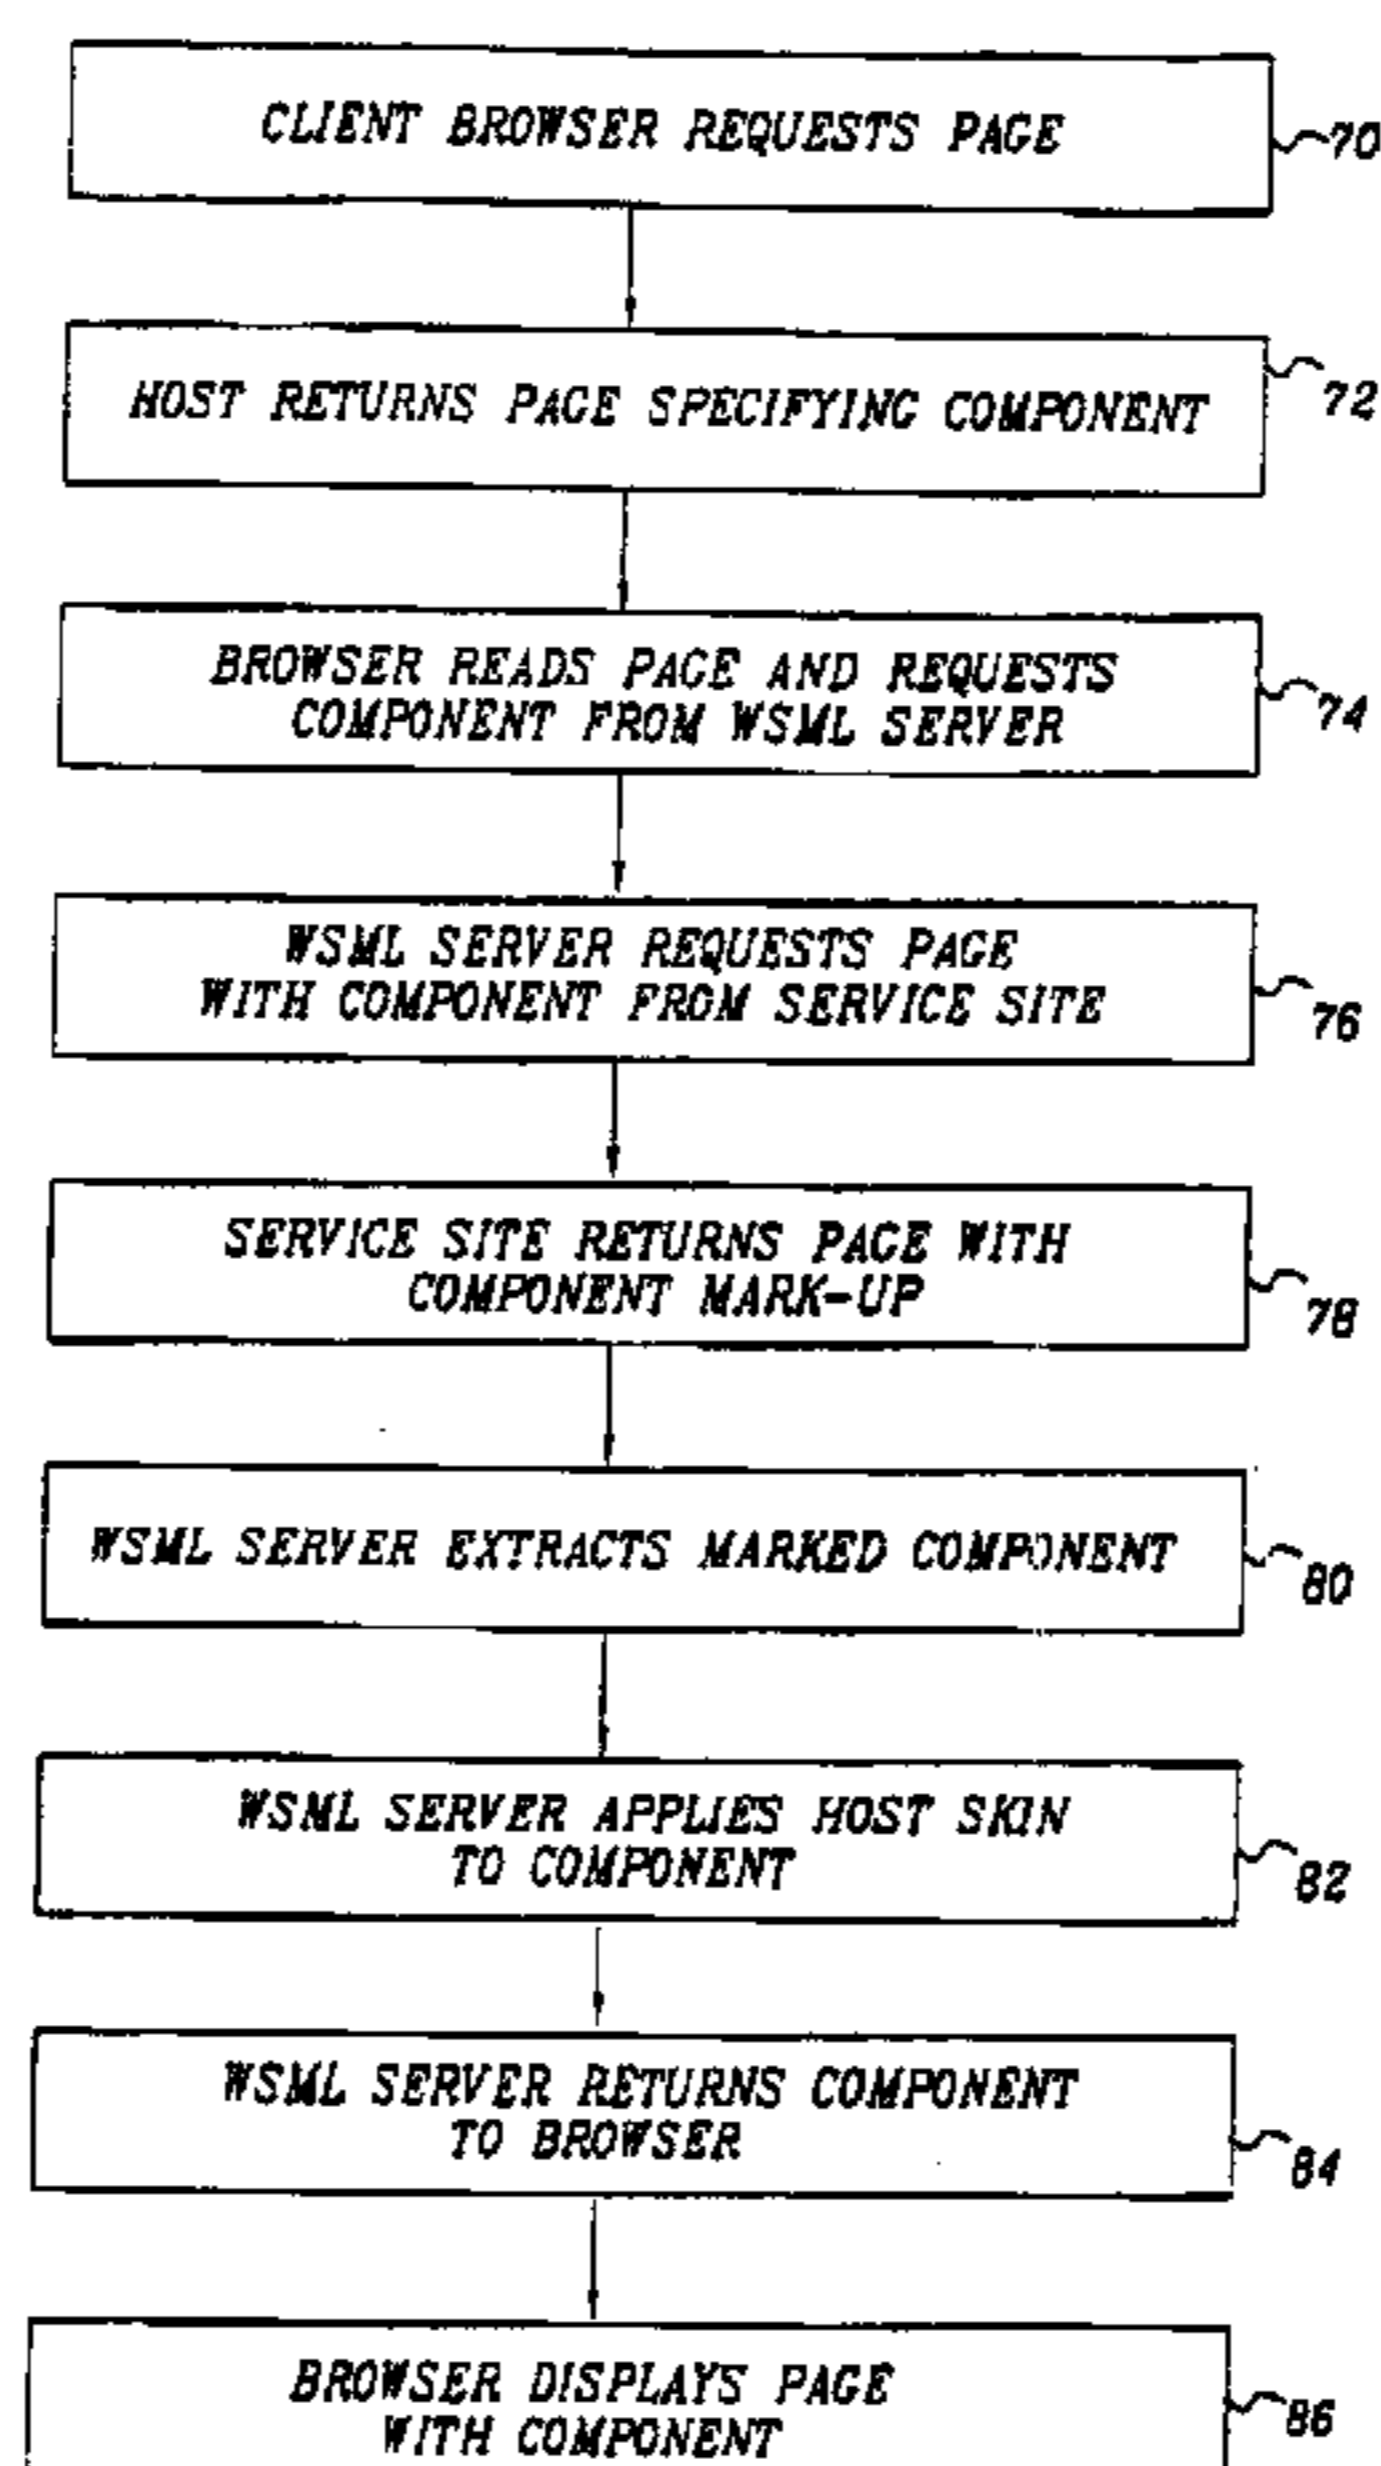 CLIENT BROWSER REQUESTS PAGE
70
HOST RETURNS PAGE SPECIFYING COMPONENT
72
BROWSER READS PAGE AND REQUESTS
COMPONENT FROM WSML SERVER
74
WSML SERVER REQUESTS PAGE
WITH COMPONENT FROM SERVICE SITE
76
SERVICE SITE RETURNS PAGE WITH
COMPONENT MARK-UP
78
WSML SERVER EXTRACTS MARKED COMPONENT
80
WSML SERVER APPLIES HOST SKIN
TO COMPONENT
82
WSML SERVER RETURNS COMPONENT
TO BROWSER
84
BROWSER DISPLAYS PAGE
WITH COMPONENT
86